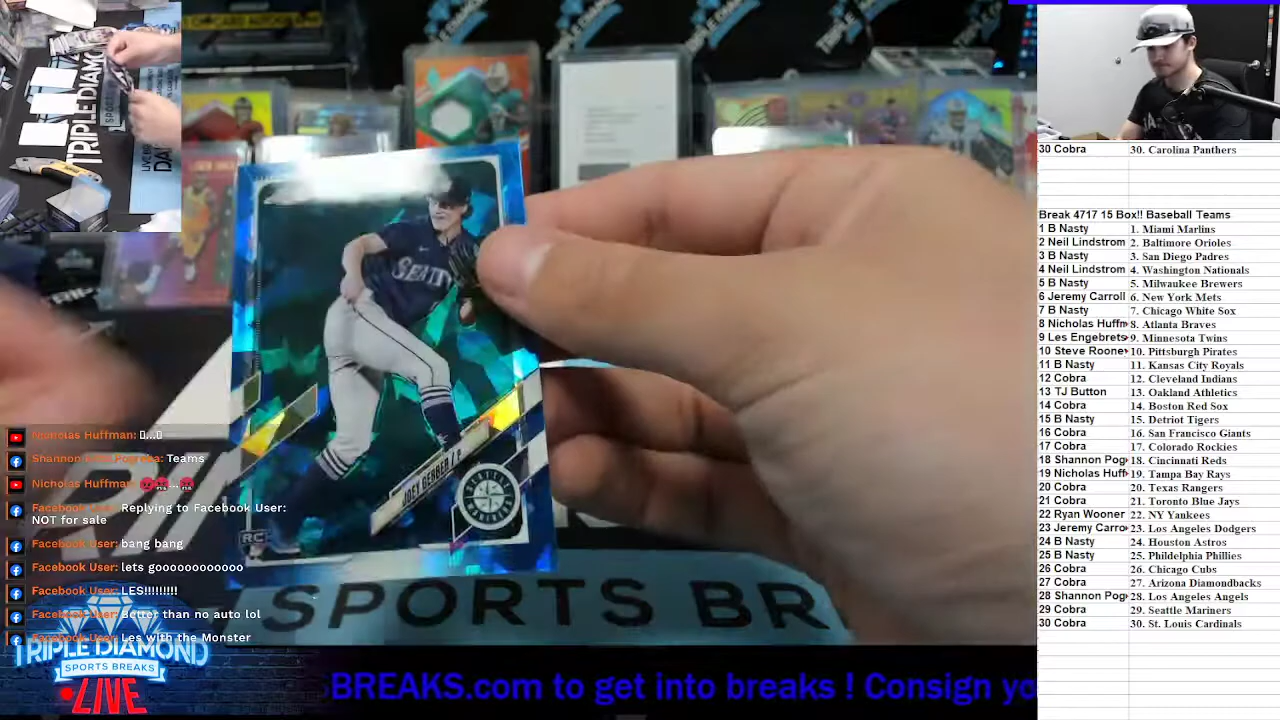 SEATT
JOEY GERBER / P
SEATTLE
MARINERS
RC
TRIPLE DIAMOND
SPORTS BR
Nicholas Huffman:
Teams
Nicholas Huffman:
Facebook User: Replying to Facebook User:
NOT for sale
Facebook User: bang bang
Facebook User: lets gooooooooooo
Facebook User: LES!!!!!!!!!
Facebook User: Better than no auto lol
Facebook User: Les with the Monster
TRIPLE DIAMOND
SPORTS BREAKS
LIVE
BREAKS.com to get into breaks ! Consign yo
30 Cobra 30. Carolina Panthers
Break 4717 15 Box!! Baseball Teams
1 B Nasty 1. Miami Marlins
2 Neil Lindstrom 2. Baltimore Orioles
3 B Nasty 3. San Diego Padres
4 Neil Lindstrom 4. Washington Nationals
5 B Nasty 5. Milwaukee Brewers
6 Jeremy Carroll 6. New York Mets
7 B Nasty 7. Chicago White Sox
8 Nicholas Huffm 8. Atlanta Braves
9 Les Engebrets 9. Minnesota Twins
10 Steve Roone 10. Pittsburgh Pirates
11 B Nasty 11. Kansas City Royals
12 Cobra 12. Cleveland Indians
13 TJ Button 13. Oakland Athletics
14 Cobra 14. Boston Red Sox
15 B Nasty 15. Detriot Tigers
16 Cobra 16. San Francisco Giants
17 Cobra 17. Colorado Rockies
18 Shannon Pog 18. Cincinnati Reds
19 Nicholas Huff 19. Tampa Bay Rays
20 Cobra 20. Texas Rangers
21 Cobra 21. Toronto Blue Jays
22 Ryan Wooner 22. NY Yankees
23 Jeremy Carro 23. Los Angeles Dodgers
24 B Nasty 24. Houston Astros
25 B Nasty 25. Phildelphia Phillies
26 Cobra 26. Chicago Cubs
27 Cobra 27. Arizona Diamondbacks
28 Shannon Pog 28. Los Angeles Angels
29 Cobra 29. Seattle Mariners
30 Cobra 30. St. Louis Cardinals